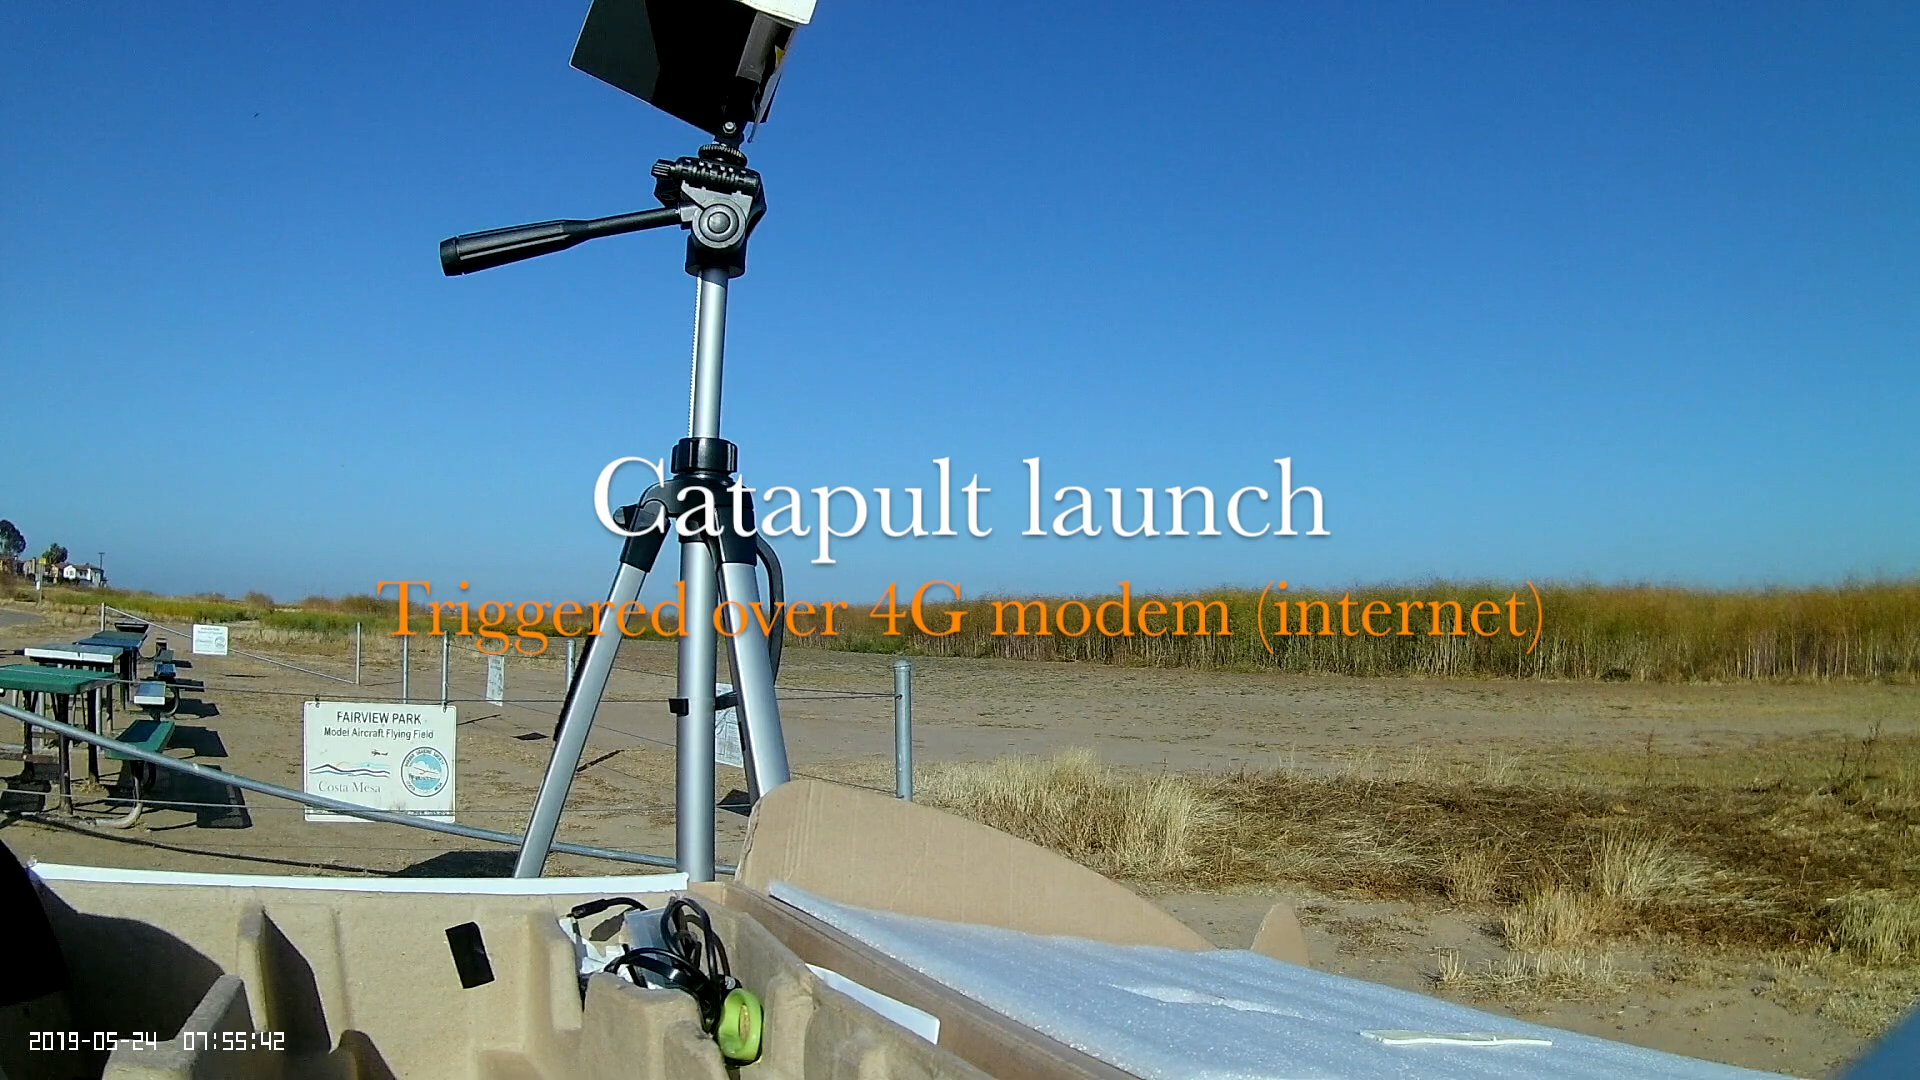 Catapult launch
Triggered over 4G modem (internet)
FAIRVIEW PARK
Model Aircraft Flying Field
Costa Mesa
2019-05-24 07:55:42